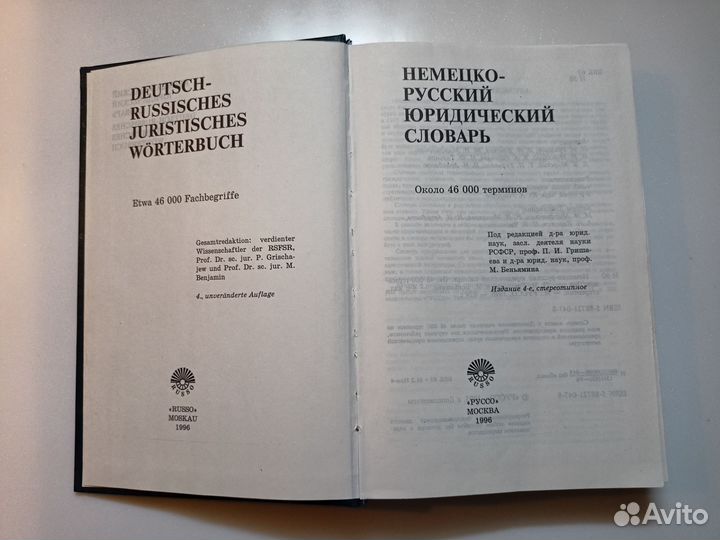 DEUTSCH-
RUSSISCHES
JURISTISCHES
WÖRTERBUCH
Etwa 46 000 Fachbegriffe
Gesamtredaktion: verdienter
Wissenschaftler der RSFSR,
Prof. Dr. sc. jur. P. Grischa-
jew und Prof. Dr. sc. jur. M.
Benjamin
4., unveränderte Auflage
RUSSO
«RUSSO»
MOSKAU
1996
НЕМЕЦКО-
РУССКИЙ
ЮРИДИЧЕСКИЙ
СЛОВАРЬ
Около 46 000 терминов
Под редакцией д-ра юрид.
наук, засл. деятеля науки
РСФСР, проф. П. И. Гриша-
ева и д-ра юрид. наук, проф.
М. Беньямина
Издание 4-е, стереотипное
RUSSO
«РУССО»
МОСКВА
1996
Avito